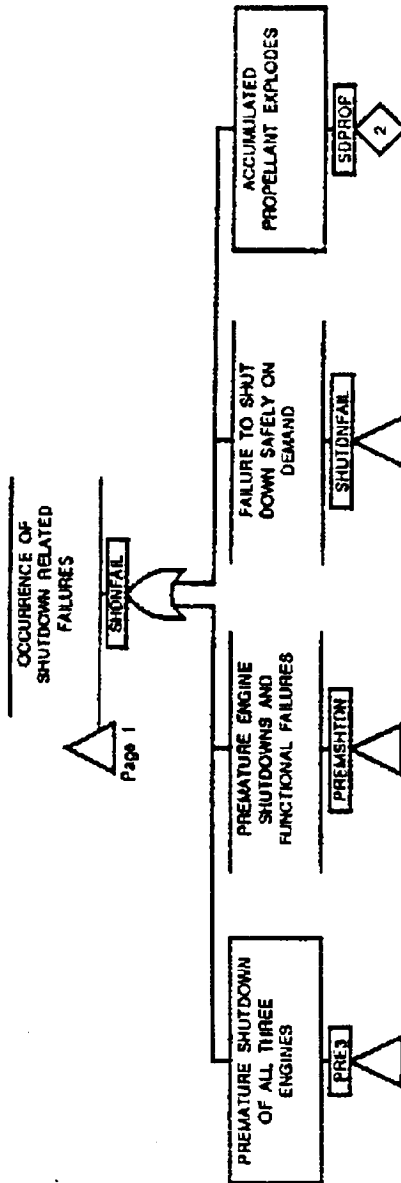 OCCURRENCE OF
SHUTDOWN RELATED
FAILURES
SHDNFAIL
Page 1
PREMATURE SHUTDOWN
OF ALL THREE
ENGINES
PRE3
PREMATURE ENGINE
SHUTDOWNS AND
FUNCTIONAL FAILURES
PREMSHTDN
FAILURE TO SHUT
DOWN SAFELY ON
DEMAND
SHUTDNFAIL
ACCUMULATED
PROPELLANT EXPLODES
SDPROP
2